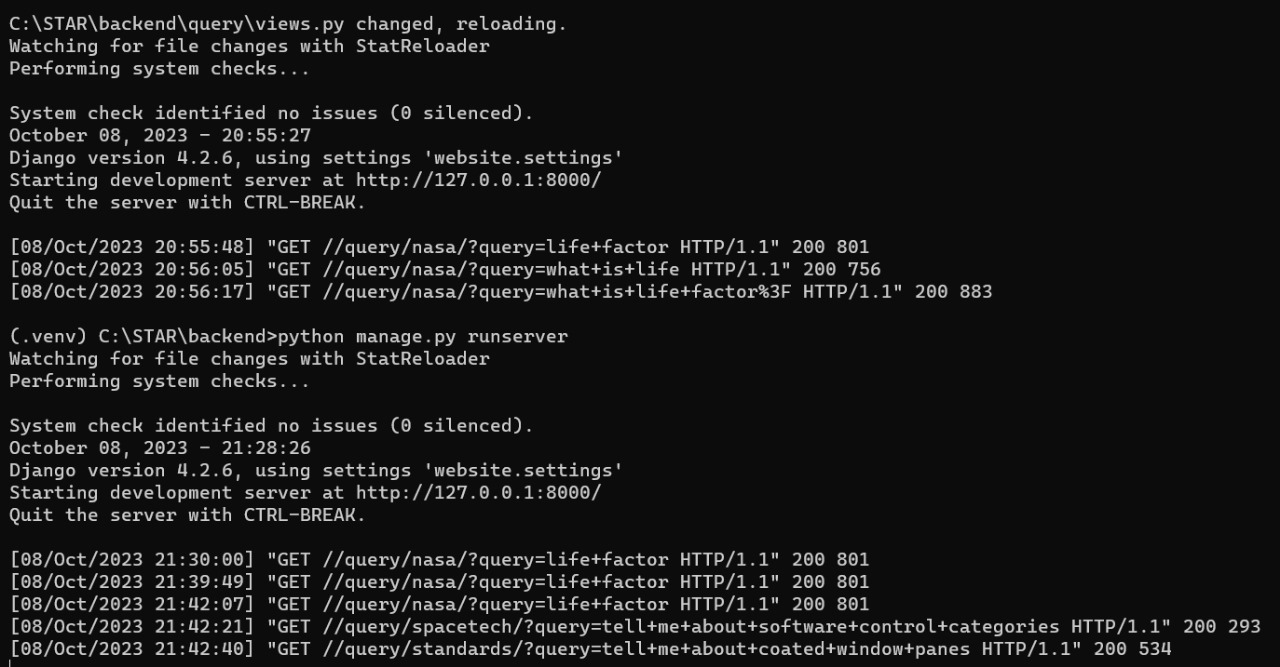 C:\STAR\backend\query\views.py changed, reloading.
Watching for file changes with StatReloader
Performing system checks...
System check identified no issues (0 silenced).
October 08, 2023 - 20:55:27
Django version 4.2.6, using settings 'website.settings'
Starting development server at http://127.0.0.1:8000/
Quit the server with CTRL-BREAK.
[08/Oct/2023 20:55:48] "GET //query/nasa/?query=life+factor HTTP/1.1" 200 801
[08/Oct/2023 20:56:05] "GET //query/nasa/?query=what+is+life HTTP/1.1" 200 756
[08/Oct/2023 20:56:17] "GET //query/nasa/?query=what+is+life+factor%3F HTTP/1.1" 200 883
(.venv) C:\STAR\backend>python manage.py runserver
Watching for file changes with StatReloader
Performing system checks...
System check identified no issues (0 silenced).
October 08, 2023 - 21:28:26
Django version 4.2.6, using settings 'website.settings'
Starting development server at http://127.0.0.1:8000/
Quit the server with CTRL-BREAK.
[08/Oct/2023 21:30:00] "GET //query/nasa/?query=life+factor HTTP/1.1" 200 801
[08/Oct/2023 21:39:49] "GET //query/nasa/?query=life+factor HTTP/1.1" 200 801
[08/Oct/2023 21:42:07] "GET //query/nasa/?query=life+factor HTTP/1.1" 200 801
[08/Oct/2023 21:42:21] "GET //query/spacetech/?query=tell+me+about+software+control+categories HTTP/1.1" 200 293
[08/Oct/2023 21:42:40] "GET //query/standards/?query=tell+me+about+coated+window+panes HTTP/1.1" 200 534